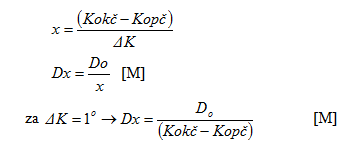 x = (Kokč – Kopč) / ΔK
Dx = Do / x [M]
za ΔK = 1° → Dx = Dₒ / (Kokč – Kopč) [M]